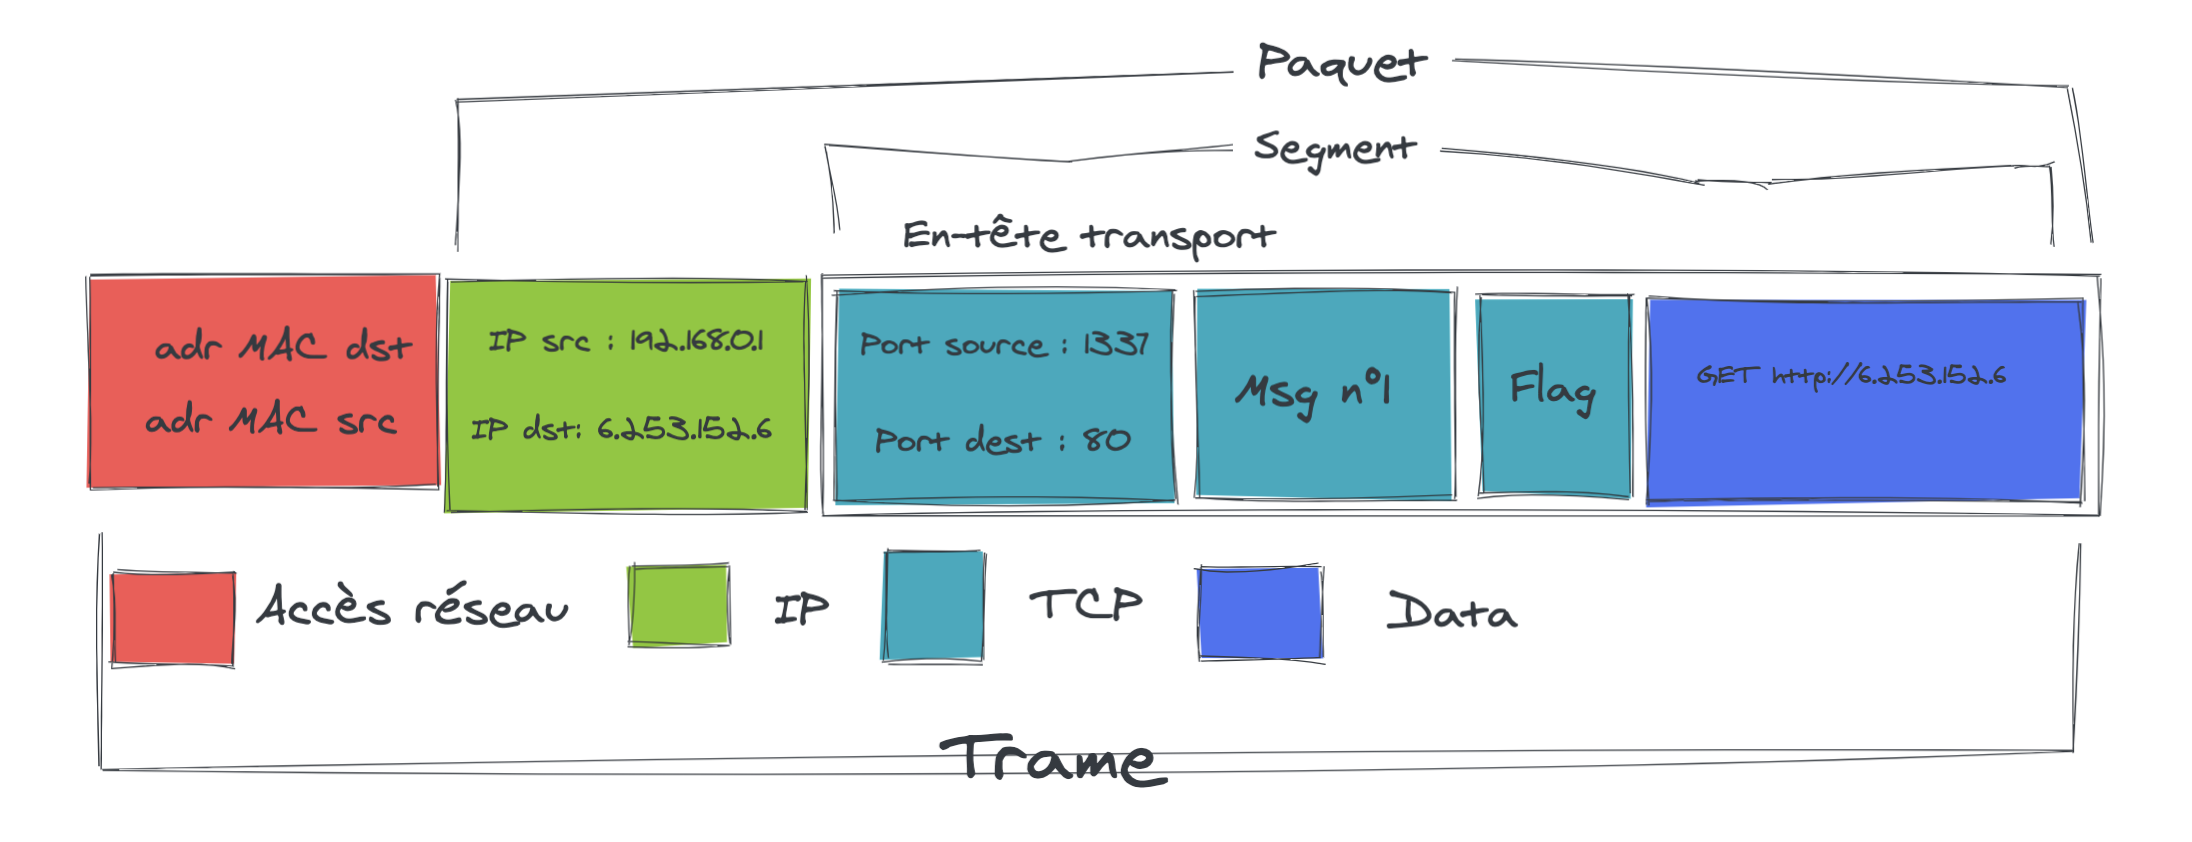 Paquet
Segment
En-tête transport
adr MAC dst
adr MAC src
IP src : 192.168.0.1
IP dst: 6.253.152.6
Port source : 1337
Port dest : 80
Msg n°1
Flag
GET http://6.253.152.6
Accès réseau
IP
TCP
Data
Trame